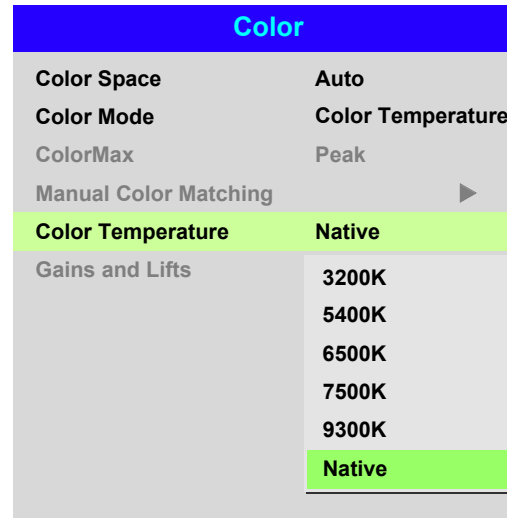 Color
Color Space Auto
Color Mode Color Temperature
ColorMax Peak
Manual Color Matching
Color Temperature Native
Gains and Lifts
3200K
5400K
6500K
7500K
9300K
Native